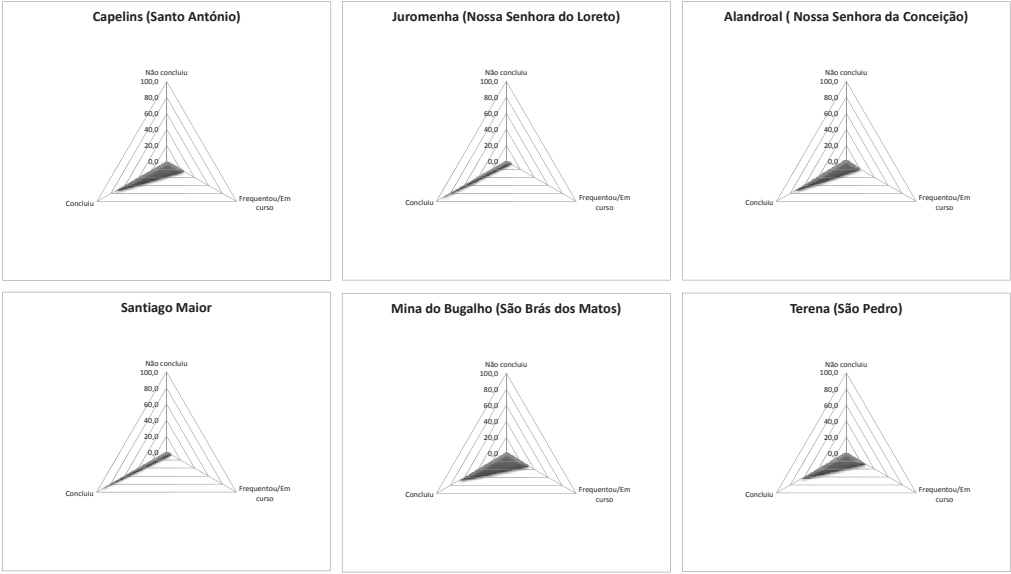 Capelins (Santo António)
Não concluiu
100,0
80,0
60,0
40,0
20,0
0,0
Concluiu
Frequentou/Em
curso
Juromenha (Nossa Senhora do Loreto)
Não concluiu
100,0
80,0
60,0
40,0
20,0
0,0
Concluiu
Frequentou/Em
curso
Alandroal ( Nossa Senhora da Conceição)
Não concluiu
100,0
80,0
60,0
40,0
20,0
0,0
Concluiu
Frequentou/Em
curso
Santiago Maior
Não concluiu
100,0
80,0
60,0
40,0
20,0
0,0
Concluiu
Frequentou/Em
curso
Mina do Bugalho (São Brás dos Matos)
Não concluiu
100,0
80,0
60,0
40,0
20,0
0,0
Concluiu
Frequentou/Em
curso
Terena (São Pedro)
Não concluiu
100,0
80,0
60,0
40,0
20,0
0,0
Concluiu
Frequentou/Em
curso